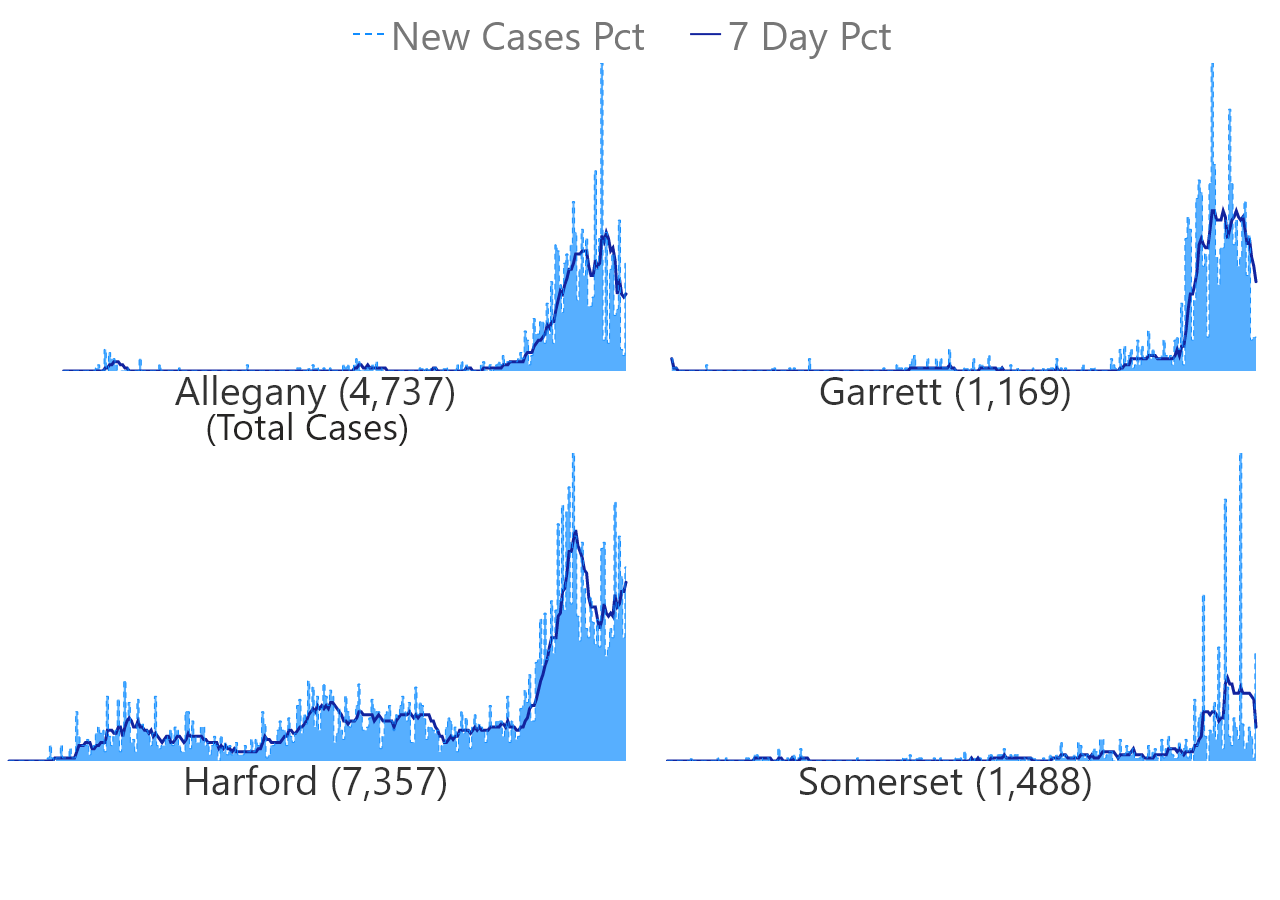 New Cases Pct 7 Day Pct
Allegany (4,737) Garrett (1,169)
(Total Cases)
Harford (7,357) Somerset (1,488)